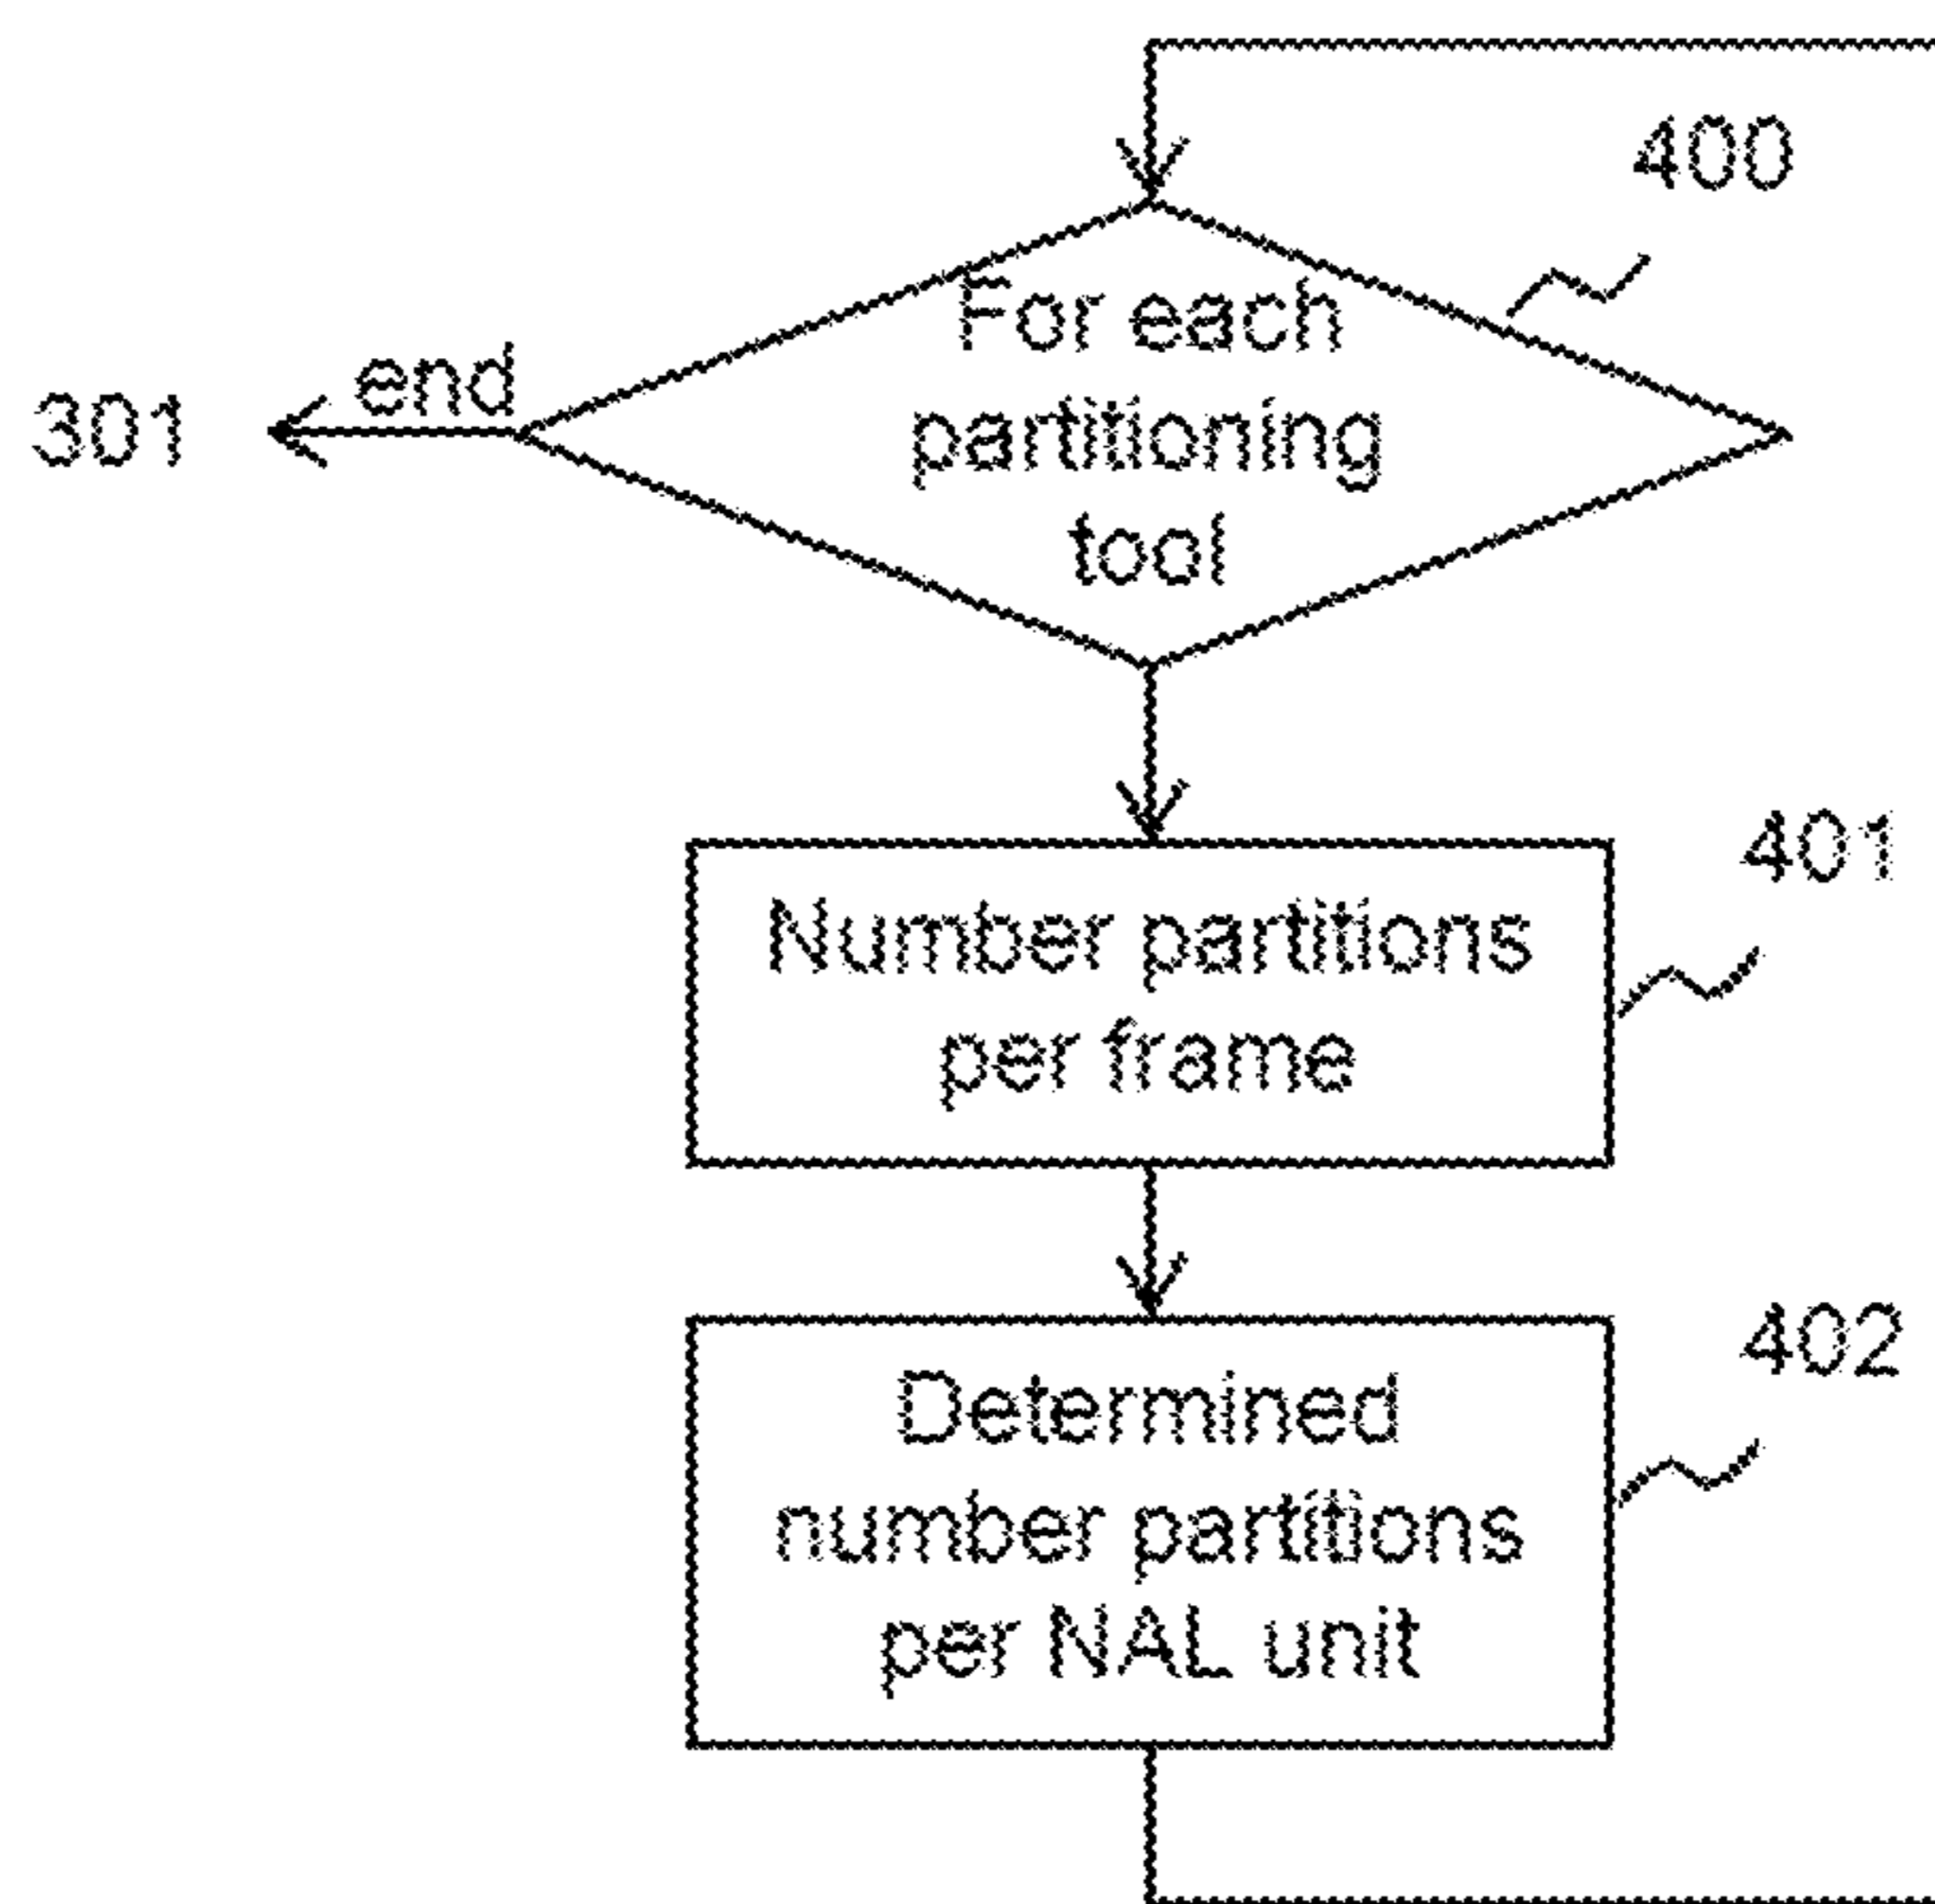 400
For each
partitioning
tool
end
301
401
Number partitions
per frame
402
Determined
number partitions
per NAL unit